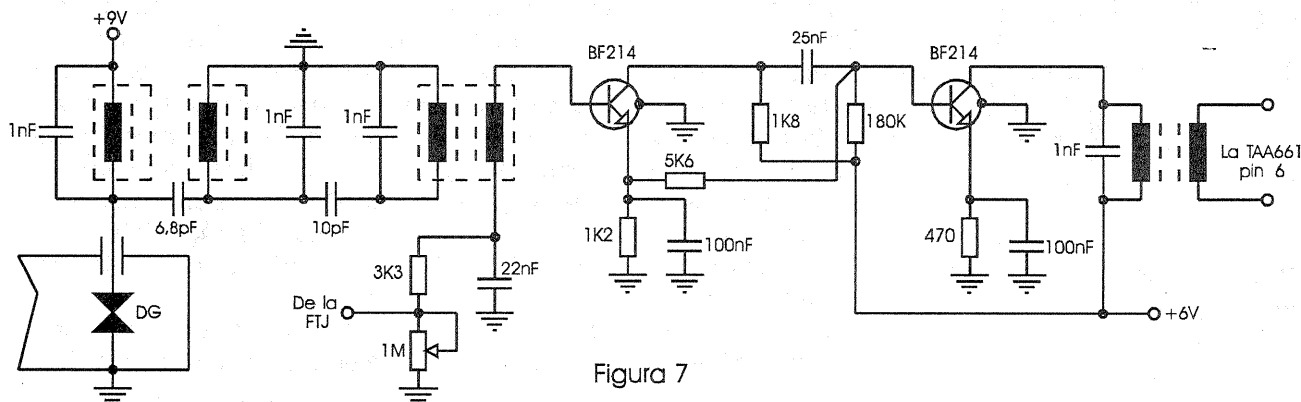 +9V
1nF
6,8pF
DG
1nF
10pF
1nF
3K3
De la
FTJ
1M
22nF
BF214
5K6
1K2
100nF
25nF
1K8
180K
BF214
470
100nF
1nF
La TAA661
pin 6
+6V
Figura 7